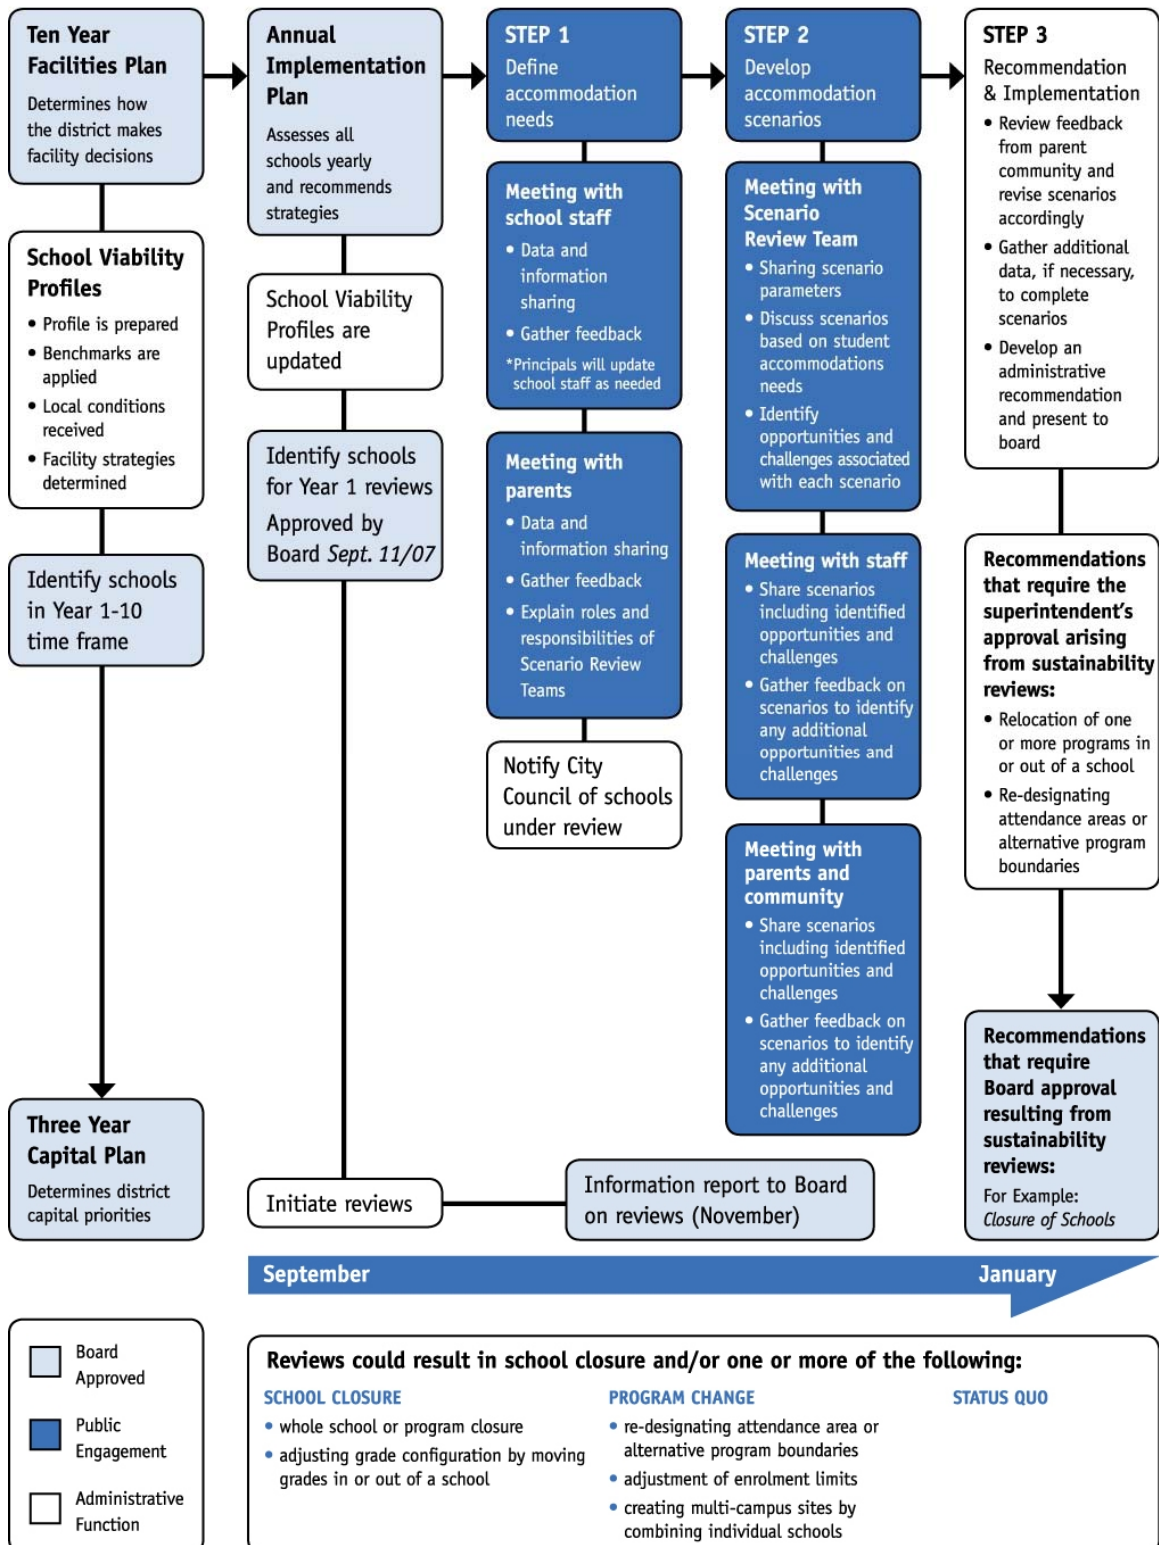 Ten Year
Facilities Plan
Determines how
the district makes
facility decisions
School Viability
Profiles
• Profile is prepared
• Benchmarks are
applied
• Local conditions
received
• Facility strategies
determined
Identify schools
in Year 1-10
time frame
Three Year
Capital Plan
Determines district
capital priorities
Annual
Implementation
Plan
Assesses all
schools yearly
and recommends
strategies
School Viability
Profiles are
updated
Identify schools
for Year 1 reviews
Approved by
Board Sept. 11/07
Initiate reviews
Information report to Board
on reviews (November)
STEP 1
Define
accommodation
needs
Meeting with
school staff
• Data and
information
sharing
• Gather feedback
*Principals will update
school staff as needed
Meeting with
parents
• Data and
information sharing
• Gather feedback
• Explain roles and
responsibilities of
Scenario Review
Teams
Notify City
Council of schools
under review
STEP 2
Develop
accommodation
scenarios
Meeting with
Scenario
Review Team
• Sharing scenario
parameters
• Discuss scenarios
based on student
accommodations
needs
• Identify
opportunities and
challenges associated
with each scenario
Meeting with staff
• Share scenarios
including identified
opportunities and
challenges
• Gather feedback on
scenarios to identify
any additional
opportunities and
challenges
Meeting with
parents and
community
• Share scenarios
including identified
opportunities and
challenges
• Gather feedback on
scenarios to identify
any additional
opportunities and
challenges
STEP 3
Recommendation
& Implementation
• Review feedback
from parent
community and
revise scenarios
accordingly
• Gather additional
data, if necessary,
to complete
scenarios
• Develop an
administrative
recommendation
and present to
board
Recommendations
that require the
superintendent's
approval arising
from sustainability
reviews:
• Relocation of one
or more programs in
or out of a school
• Re-designating
attendance areas or
alternative program
boundaries
Recommendations
that require
Board approval
resulting from
sustainability
reviews:
For Example:
Closure of Schools
September
January
Board
Approved
Public
Engagement
Administrative
Function
Reviews could result in school closure and/or one or more of the following:
SCHOOL CLOSURE
• whole school or program closure
• adjusting grade configuration by moving
grades in or out of a school
PROGRAM CHANGE
• re-designating attendance area or
alternative program boundaries
• adjustment of enrolment limits
• creating multi-campus sites by
combining individual schools
STATUS QUO